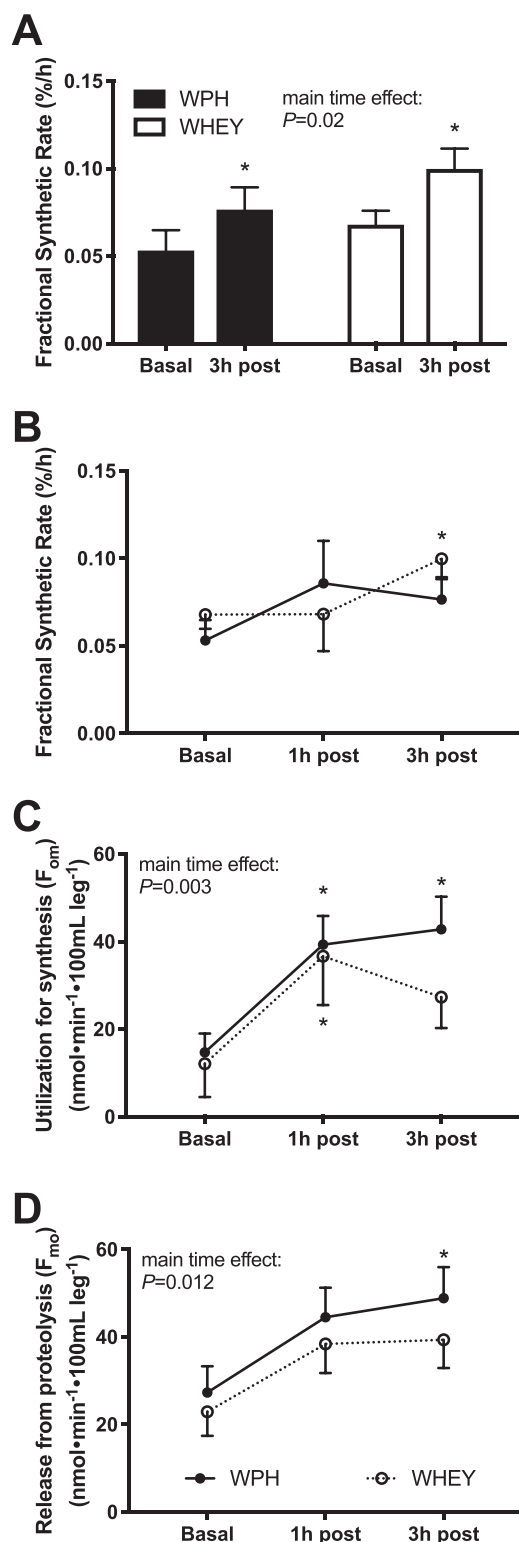 A
Fractional Synthetic Rate (%/h)
0.15
0.10
0.05
0.00
WPH
WHEY
main time effect:
P=0.02
*
*
Basal
3h post
Basal
3h post
B
Fractional Synthetic Rate (%/h)
0.15
0.10
0.05
0.00
*
Basal
1h post
3h post
C
Utilization for synthesis (Fom)
(nmol•min-1•100mL leg-1)
60
40
20
0
main time effect:
P=0.003
*
*
*
Basal
1h post
3h post
D
Release from proteolysis (Fmo)
(nmol•min-1•100mL leg-1)
60
40
20
0
main time effect:
P=0.012
*
WPH
WHEY
Basal
1h post
3h post